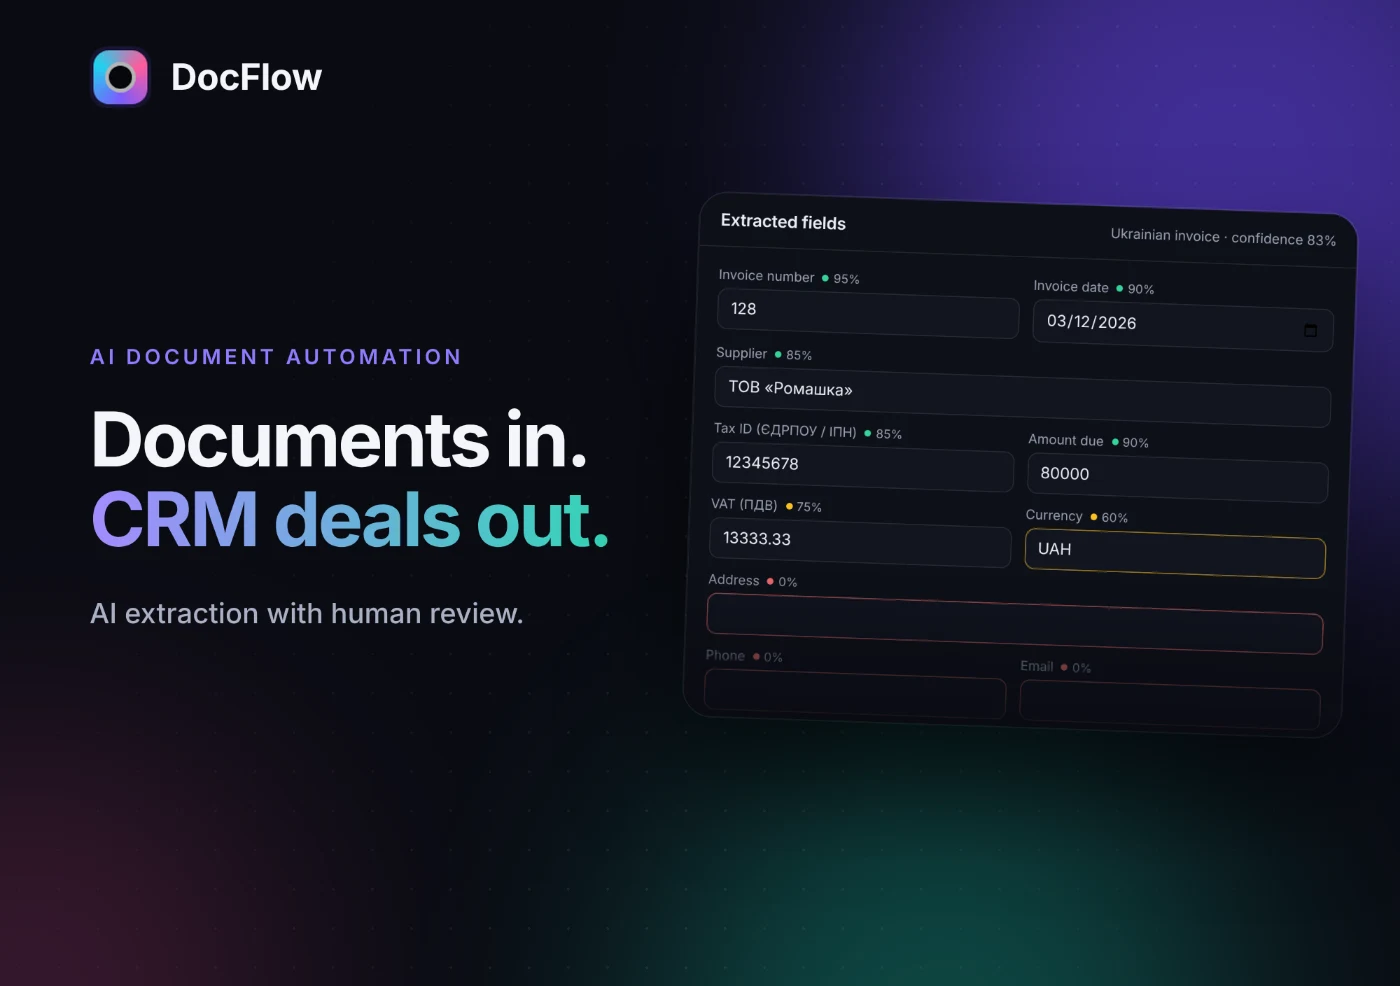 DocFlow
AI DOCUMENT AUTOMATION
Documents in.
CRM deals out.
AI extraction with human review.
Extracted fields
Ukrainian invoice · confidence 83%
Invoice number 95%
128
Invoice date 90%
03/12/2026
Supplier 85%
ТОВ «Ромашка»
Tax ID (ЄДРПОУ / ІПН) 85%
12345678
Amount due 90%
80000
VAT (ПДВ) 75%
13333.33
Currency 60%
UAH
Address 0%
Phone 0%
Email 0%